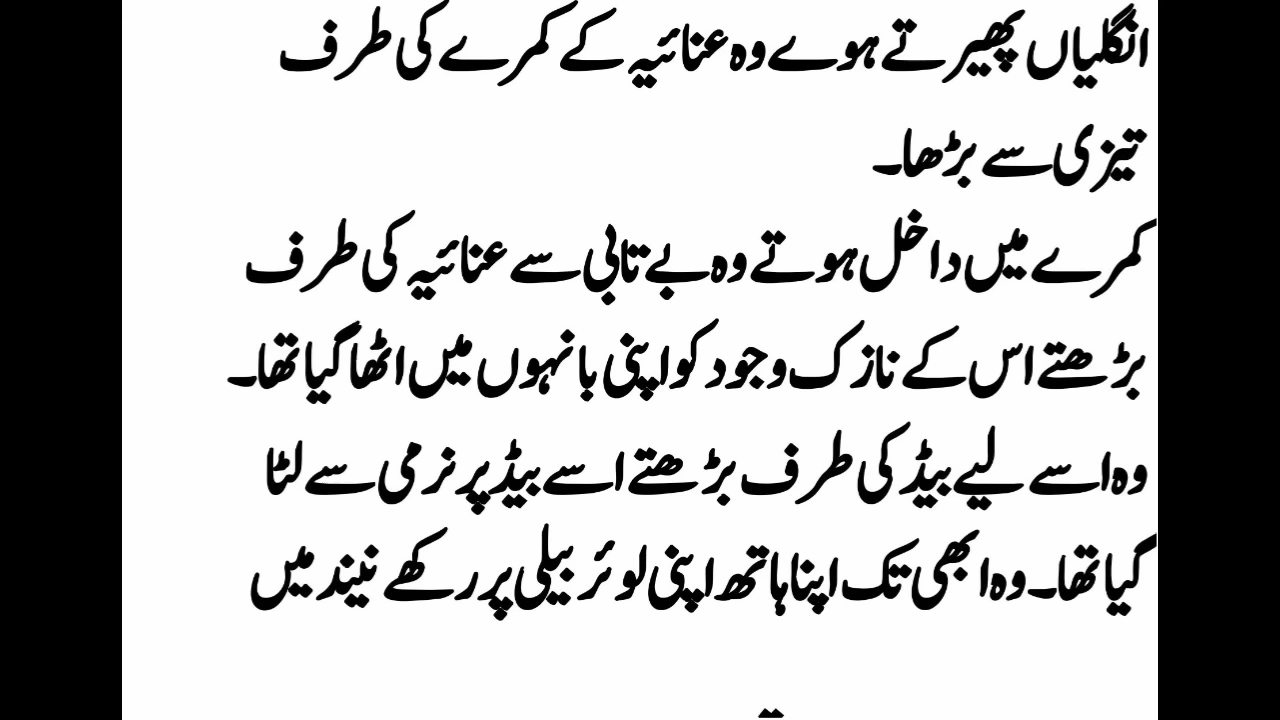 انگلیاں پھیرتے ہوے وہ عنائیہ کے کمرے کی طرف
تیزی سے بڑھا۔
کمرے میں داخل ہوتے وہ بے تابی سے عنائیہ کی طرف
بڑھتے اس کے نازک وجود کو اپنی بانہوں میں اٹھا گیا تھا۔
وہ اسے لیے بیڈ کی طرف بڑھتے اسے بیڈ پر نرمی سے لٹا
گیا تھا۔ وہ ابھی تک اپنا ہاتھ اپنی لوئر بیلی پر رکھے نیند میں